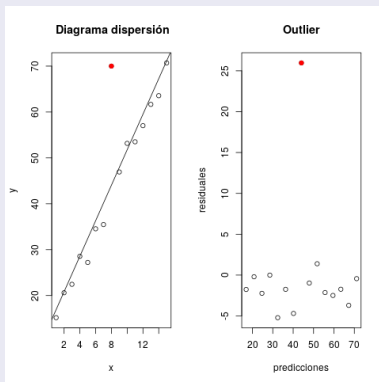 Diagrama dispersión
70
60
50
40
30
20
y
2 4 6 8 12
x
Outlier
25
20
15
10
5
0
-5
residuales
20 30 40 50 60 70
predicciones